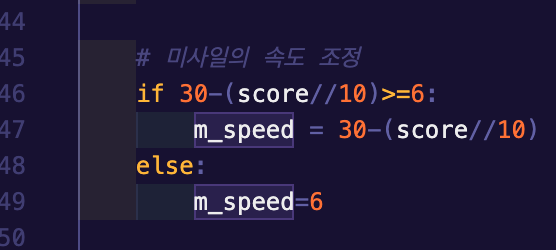 44
45 # 미사일의 속도 조정
46 if 30-(score//10)>=6:
47 m_speed = 30-(score//10)
48 else:
49 m_speed=6
50